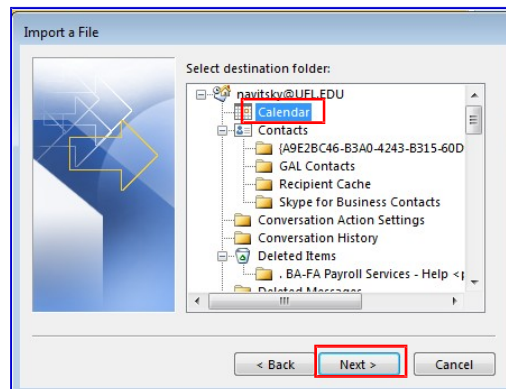 Import a File
Select destination folder:
navitsky@UFL.EDU
Calendar
Contacts
{A9E2BC46-B3A0-4243-B315-60D
GAL Contacts
Recipient Cache
Skype for Business Contacts
Conversation Action Settings
Conversation History
Deleted Items
. BA-FA Payroll Services - Help <p
Deleted Messages
< Back Next > Cancel